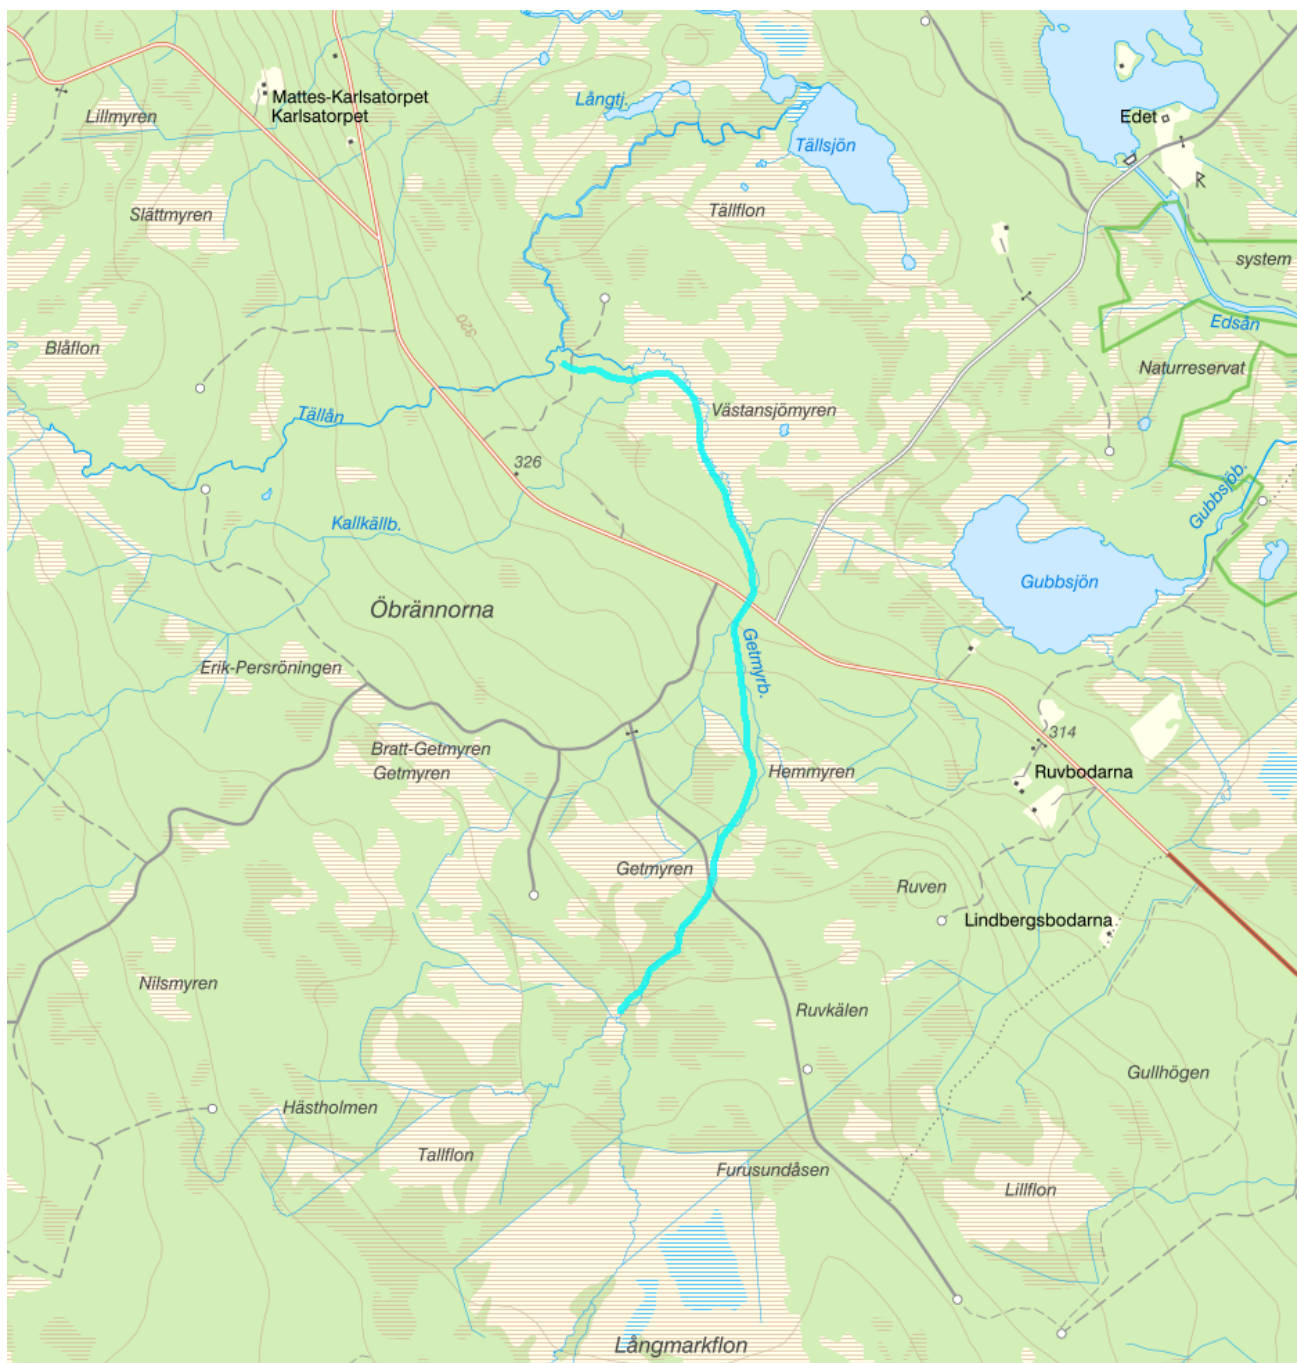 Mattes-Karlsatorpet
Karlsatorpet
Lillmyren
Långtj.
Tällsjön
Edet
R
Slättmyren
Tällflon
system
Edsån
320
Blåflon
Naturreservat
Tällån
Västansjömyren
326
Gubbsjöb.
Kallkällb.
Gubbsjön
Öbrännorna
Getmyrb.
Erik-Persröningen
314
Bratt-Getmyren
Getmyren
Hemmyren
Ruvbodarna
Getmyren
Ruven
Lindbergsbodarna
Nilsmyren
Ruvkälen
Gullhögen
Hästholmen
Tallflon
Furusundåsen
Lillflon
Långmarkflon